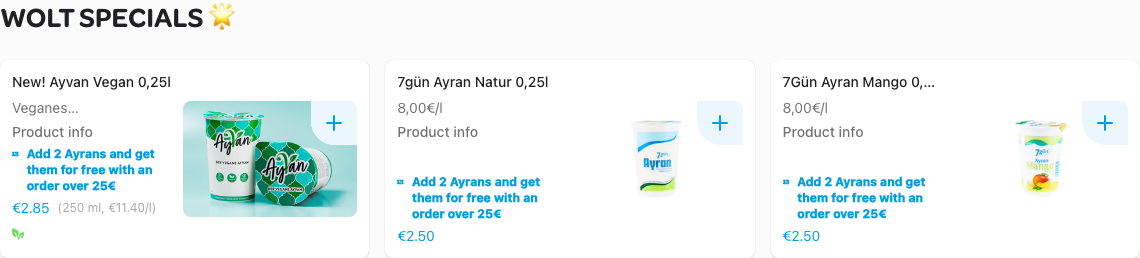 WOLT SPECIALS
New! Ayvan Vegan 0,25l
Veganes...
Product info
Add 2 Ayrans and get
them for free with an
order over 25€
€2.85 (250 ml, €11.40/l)
Ayvan
Ayvan
DER VEGANE AYRAN
7gün Ayran Natur 0,25l
8,00€/l
Product info
Add 2 Ayrans and get
them for free with an
order over 25€
€2.50
7gün
Ayran
7Gün Ayran Mango 0,...
8,00€/l
Product info
Add 2 Ayrans and get
them for free with an
order over 25€
€2.50
7gün
Ayran
Mango